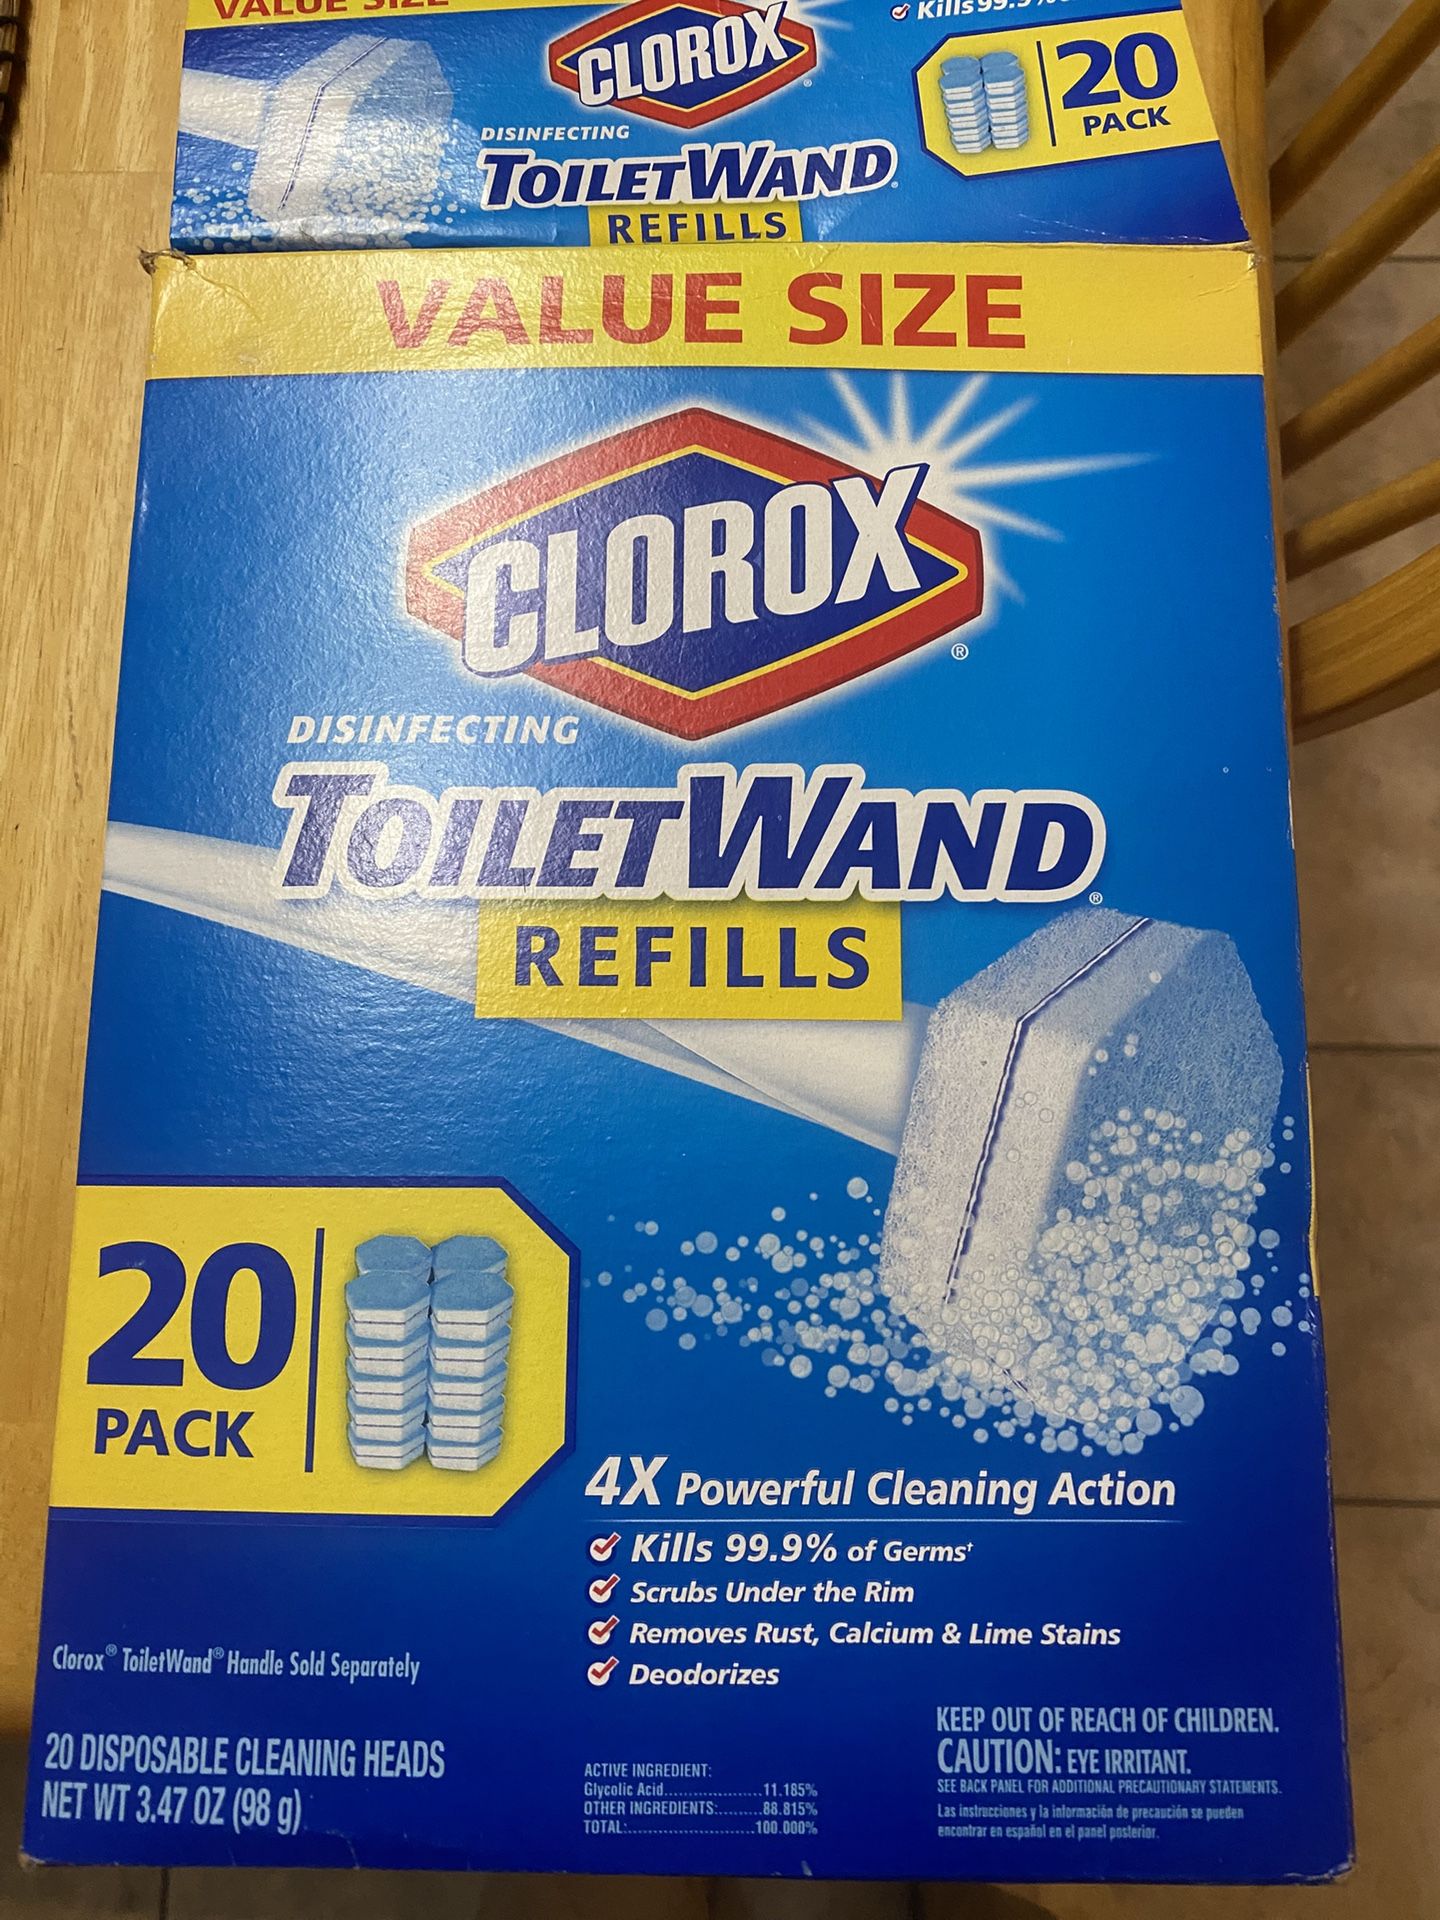 VALUE SIZE
CLOROX
®
Kills 99.9%
20
PACK
DISINFECTING
TOILETWAND®
REFILLS
VALUE SIZE
CLOROX
®
DISINFECTING
TOILETWAND®
REFILLS
20
PACK
4X Powerful Cleaning Action
Kills 99.9% of Germs†
Scrubs Under the Rim
Removes Rust, Calcium & Lime Stains
Deodorizes
Clorox® ToiletWand® Handle Sold Separately
20 DISPOSABLE CLEANING HEADS
NET WT 3.47 OZ (98 g)
ACTIVE INGREDIENT:
Glycolic Acid....................11.185%
OTHER INGREDIENTS:.........88.815%
TOTAL:..........................100.000%
KEEP OUT OF REACH OF CHILDREN.
CAUTION: EYE IRRITANT.
SEE BACK PANEL FOR ADDITIONAL PRECAUTIONARY STATEMENTS.
Las instrucciones y la información de precaución se pueden
encontrar en español en el panel posterior.